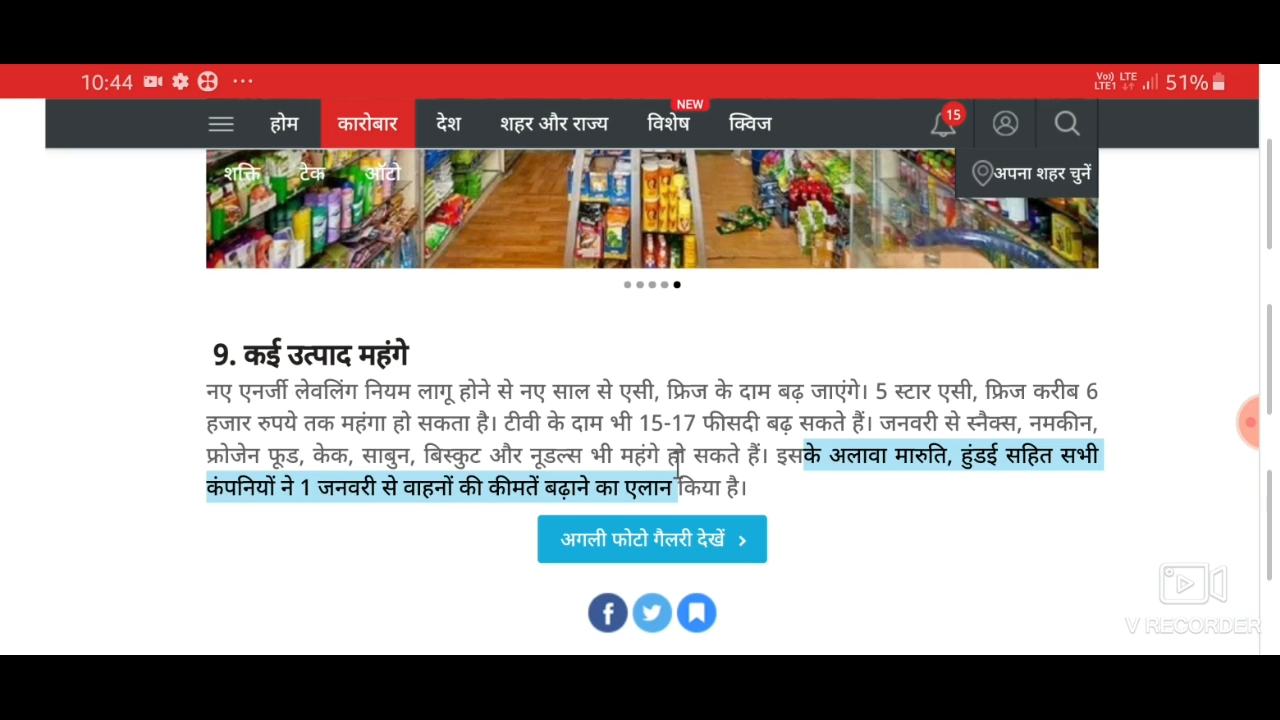 10:44 ... Vo) LTE LTE1 51%
NEW
होम कारोबार देश शहर और राज्य विशेष क्विज 15
शक्ति टेक ऑटो अपना शहर चुनें
9. कई उत्पाद महंगे
नए एनर्जी लेवलिंग नियम लागू होने से नए साल से एसी, फ्रिज के दाम बढ़ जाएंगे। 5 स्टार एसी, फ्रिज करीब 6
हजार रुपये तक महंगा हो सकता है। टीवी के दाम भी 15-17 फीसदी बढ़ सकते हैं। जनवरी से स्नैक्स, नमकीन,
फ्रोजेन फूड, केक, साबुन, बिस्कुट और नूडल्स भी महंगे हो सकते हैं। इसके अलावा मारुति, हुंडई सहित सभी
कंपनियों ने 1 जनवरी से वाहनों की कीमतें बढ़ाने का एलान किया है।
अगली फोटो गैलरी देखें >
V RECORDER